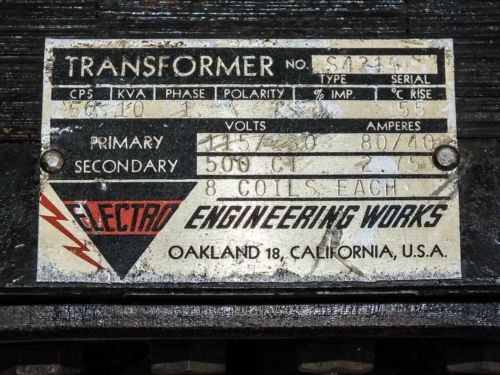 TRANSFORMER NO. S4214
TYPE SERIAL
CPS KVA PHASE POLARITY % IMP. °C RISE
60 10 1 55
VOLTS AMPERES
PRIMARY 115/230 80/40
SECONDARY 500 CT 2.75
8 COILS EACH
ELECTRO ENGINEERING WORKS
OAKLAND 18, CALIFORNIA, U.S.A.